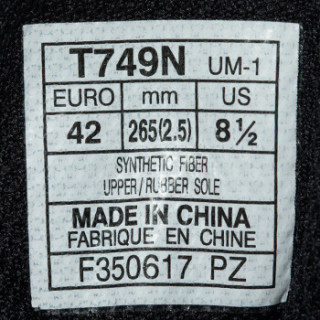 T749N UM-1
EURO mm US
42 265(2.5) 8½
SYNTHETIC FIBER
UPPER/RUBBER SOLE
MADE IN CHINA
FABRIQUE EN CHINE
F350617 PZ